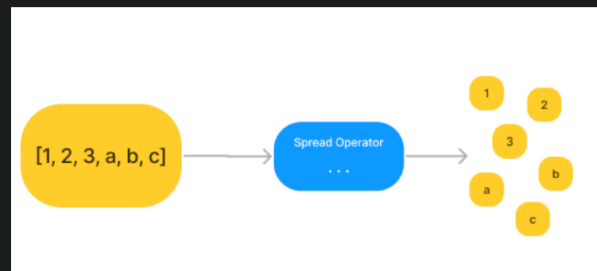 [1, 2, 3, a, b, c]
Spread Operator
...
1
2
3
b
a
c